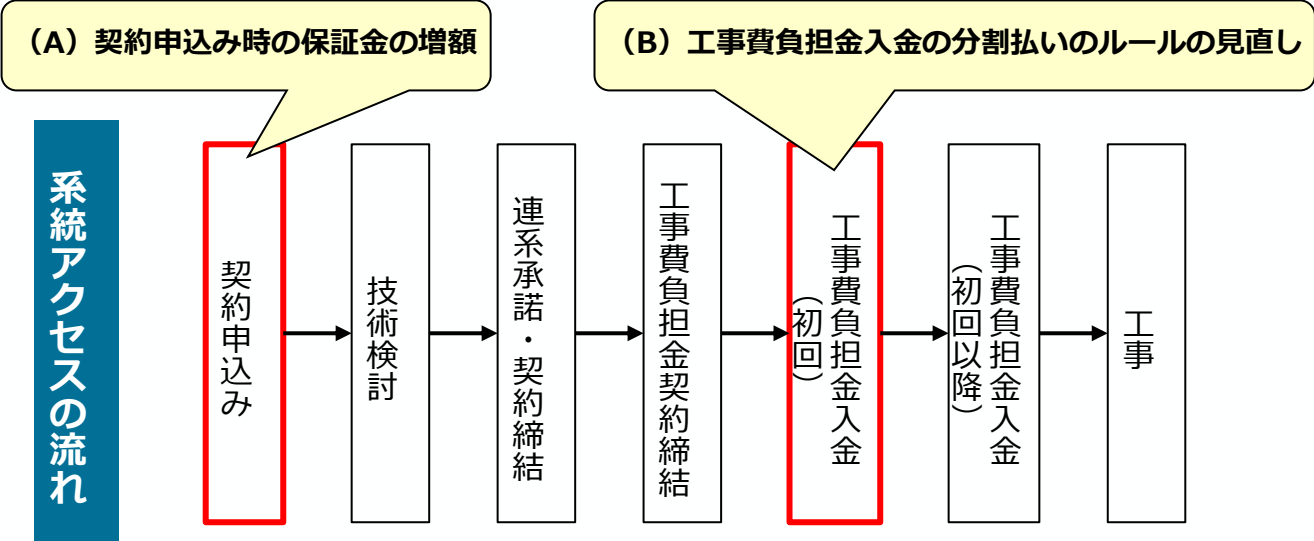 （A）契約申込み時の保証金の増額
（B）工事費負担金入金の分割払いのルールの見直し
系統アクセスの流れ
契約申込み
技術検討
連系承諾・契約締結
工事費負担金契約締結
工事費負担金入金
（初回）
工事費負担金入金
（初回以降）
工事